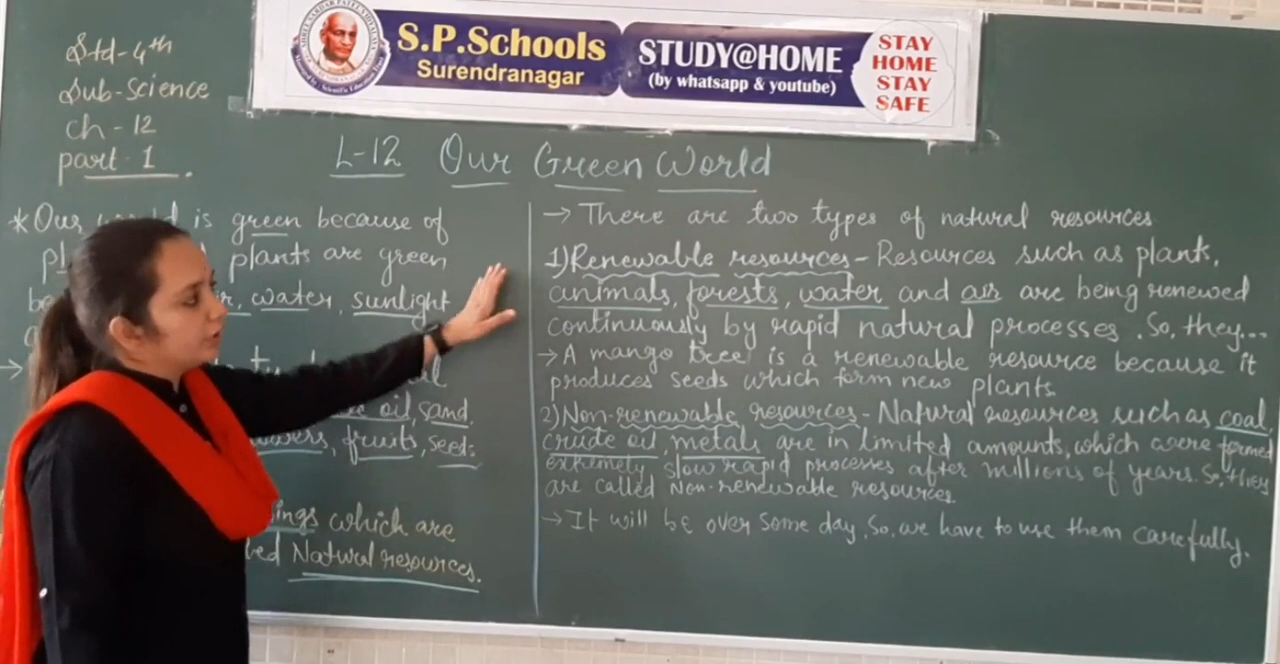 S.P.Schools
Surendranagar
STUDY@HOME
(by whatsapp & youtube)
STAY
HOME
STAY
SAFE
Std-4th
Sub-Science
ch-12
part-1
L-12 Our Green World
*Our is green because of
plants are green
water, sunlight
oil, sand,
fruits, seeds
which are
Natural resources.
→ There are two types of natural resources
1) Renewable resources - Resources such as plants,
animals, forests, water and air are being renewed
continuously by rapid natural processes. So, they...
→ A mango tree is a renewable resource because it
produces seeds which form new plants.
2) Non-renewable resources - Natural resources such as coal,
crude oil, metals are in limited amounts, which were formed
extremely slow rapid processes after millions of years. So, they
are called Non-renewable resources.
→ It will be over some day, So, we have to use them carefully.